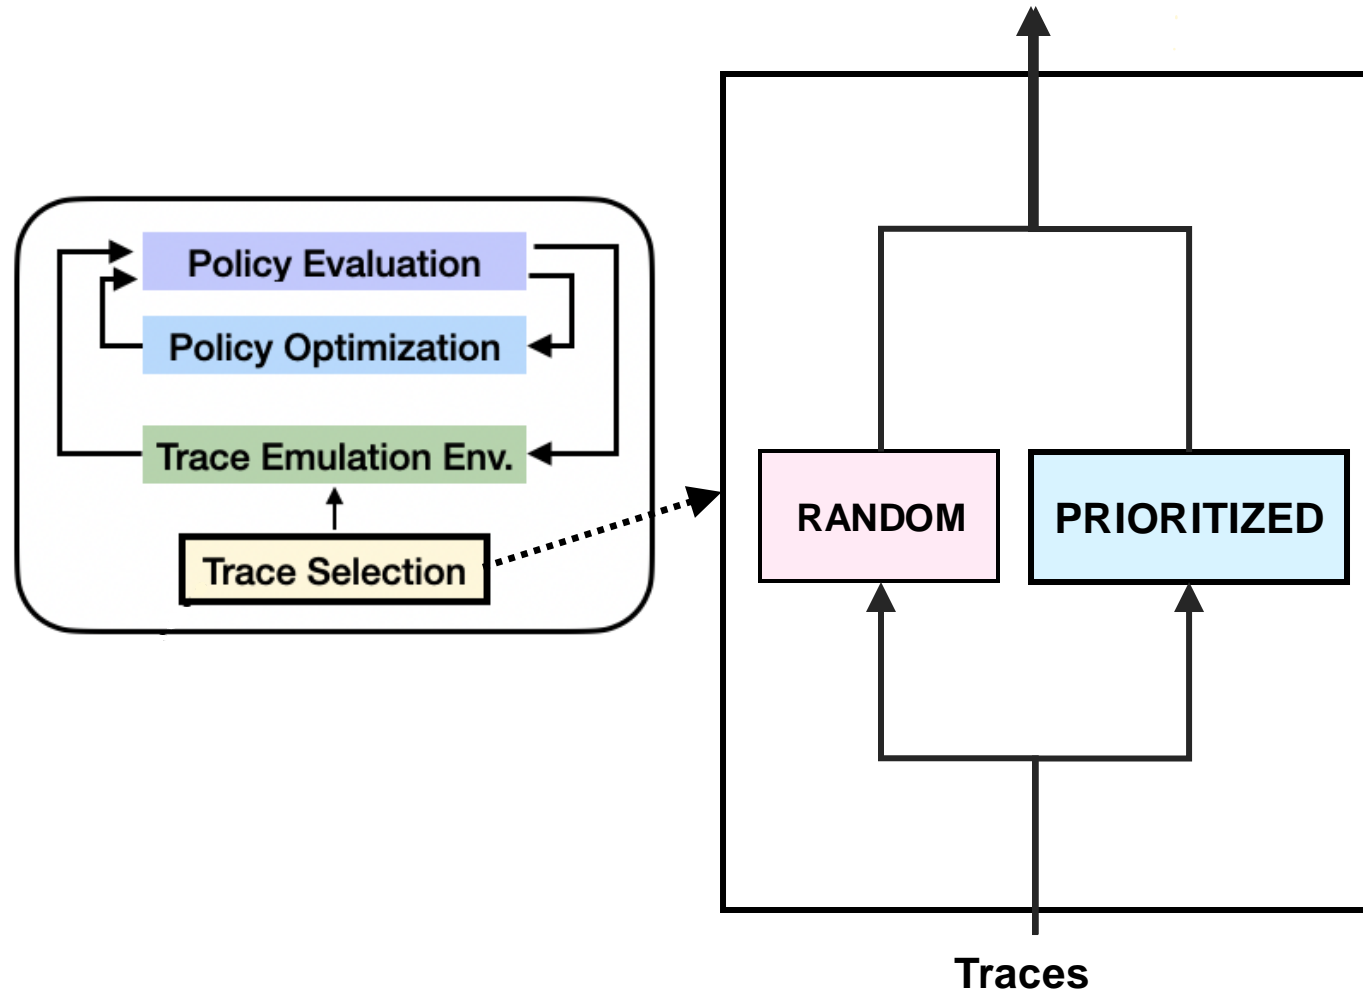 Policy Evaluation
Policy Optimization
Trace Emulation Env.
Trace Selection
RANDOM
PRIORITIZED
Traces